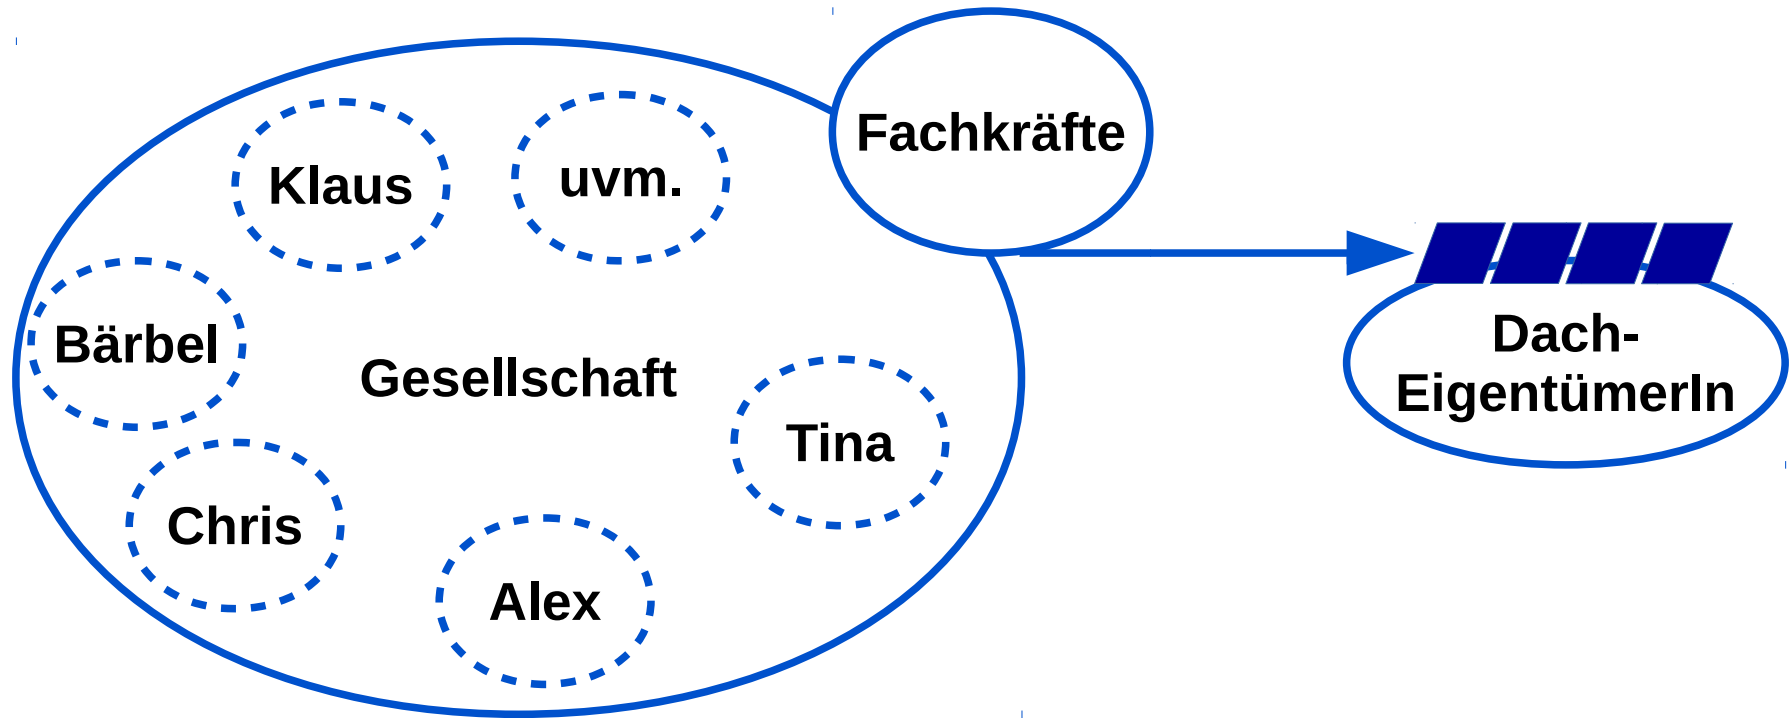 Fachkräfte
Klaus
uvm.
Bärbel
Gesellschaft
Tina
Chris
Alex
Dach-
EigentümerIn